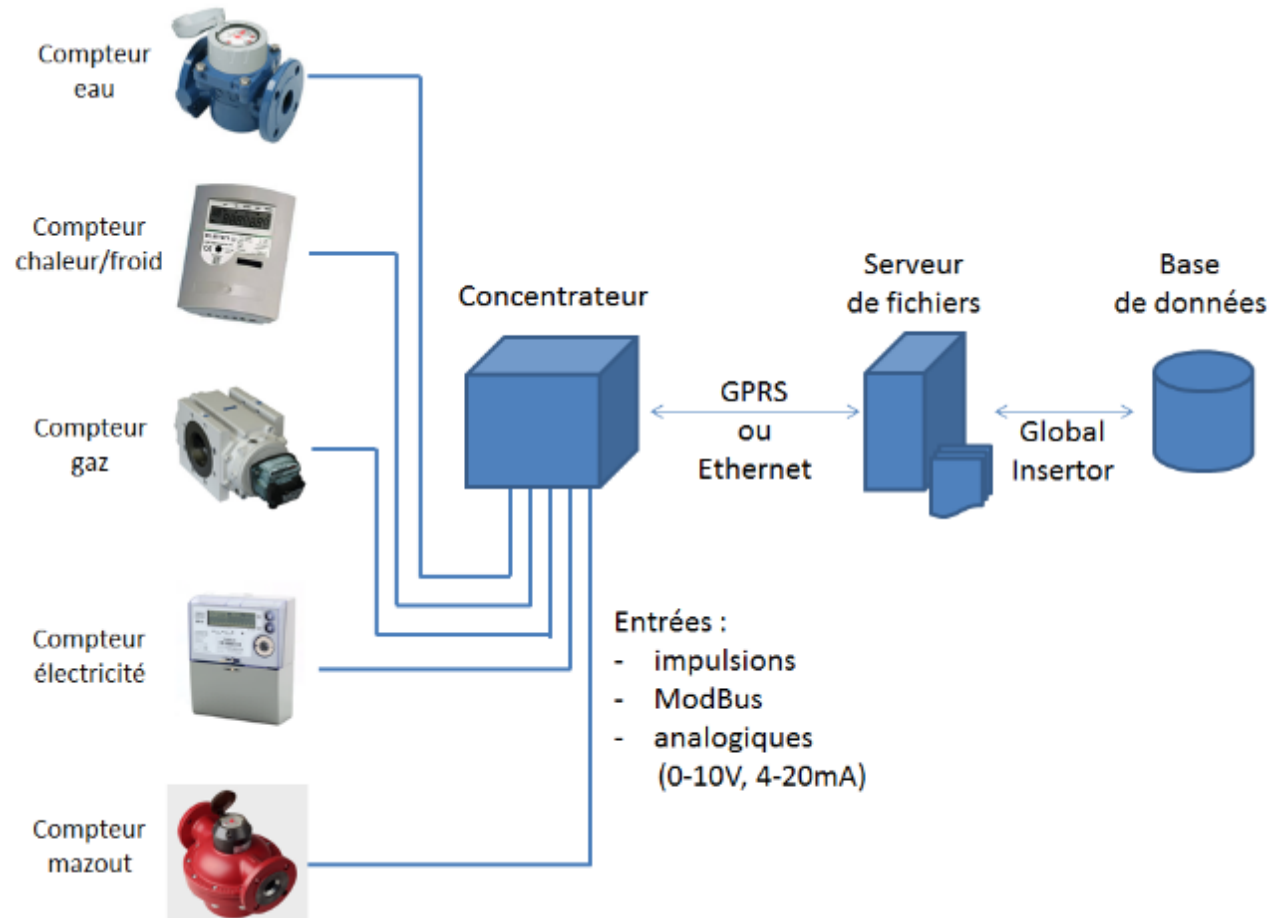 Compteur
eau
Compteur
chaleur/froid
Compteur
gaz
Compteur
électricité
Compteur
mazout
Concentrateur
GPRS
ou
Ethernet
Serveur
de fichiers
Global
Insertor
Base
de données
Entrées :
- impulsions
- ModBus
- analogiques
(0-10V, 4-20mA)